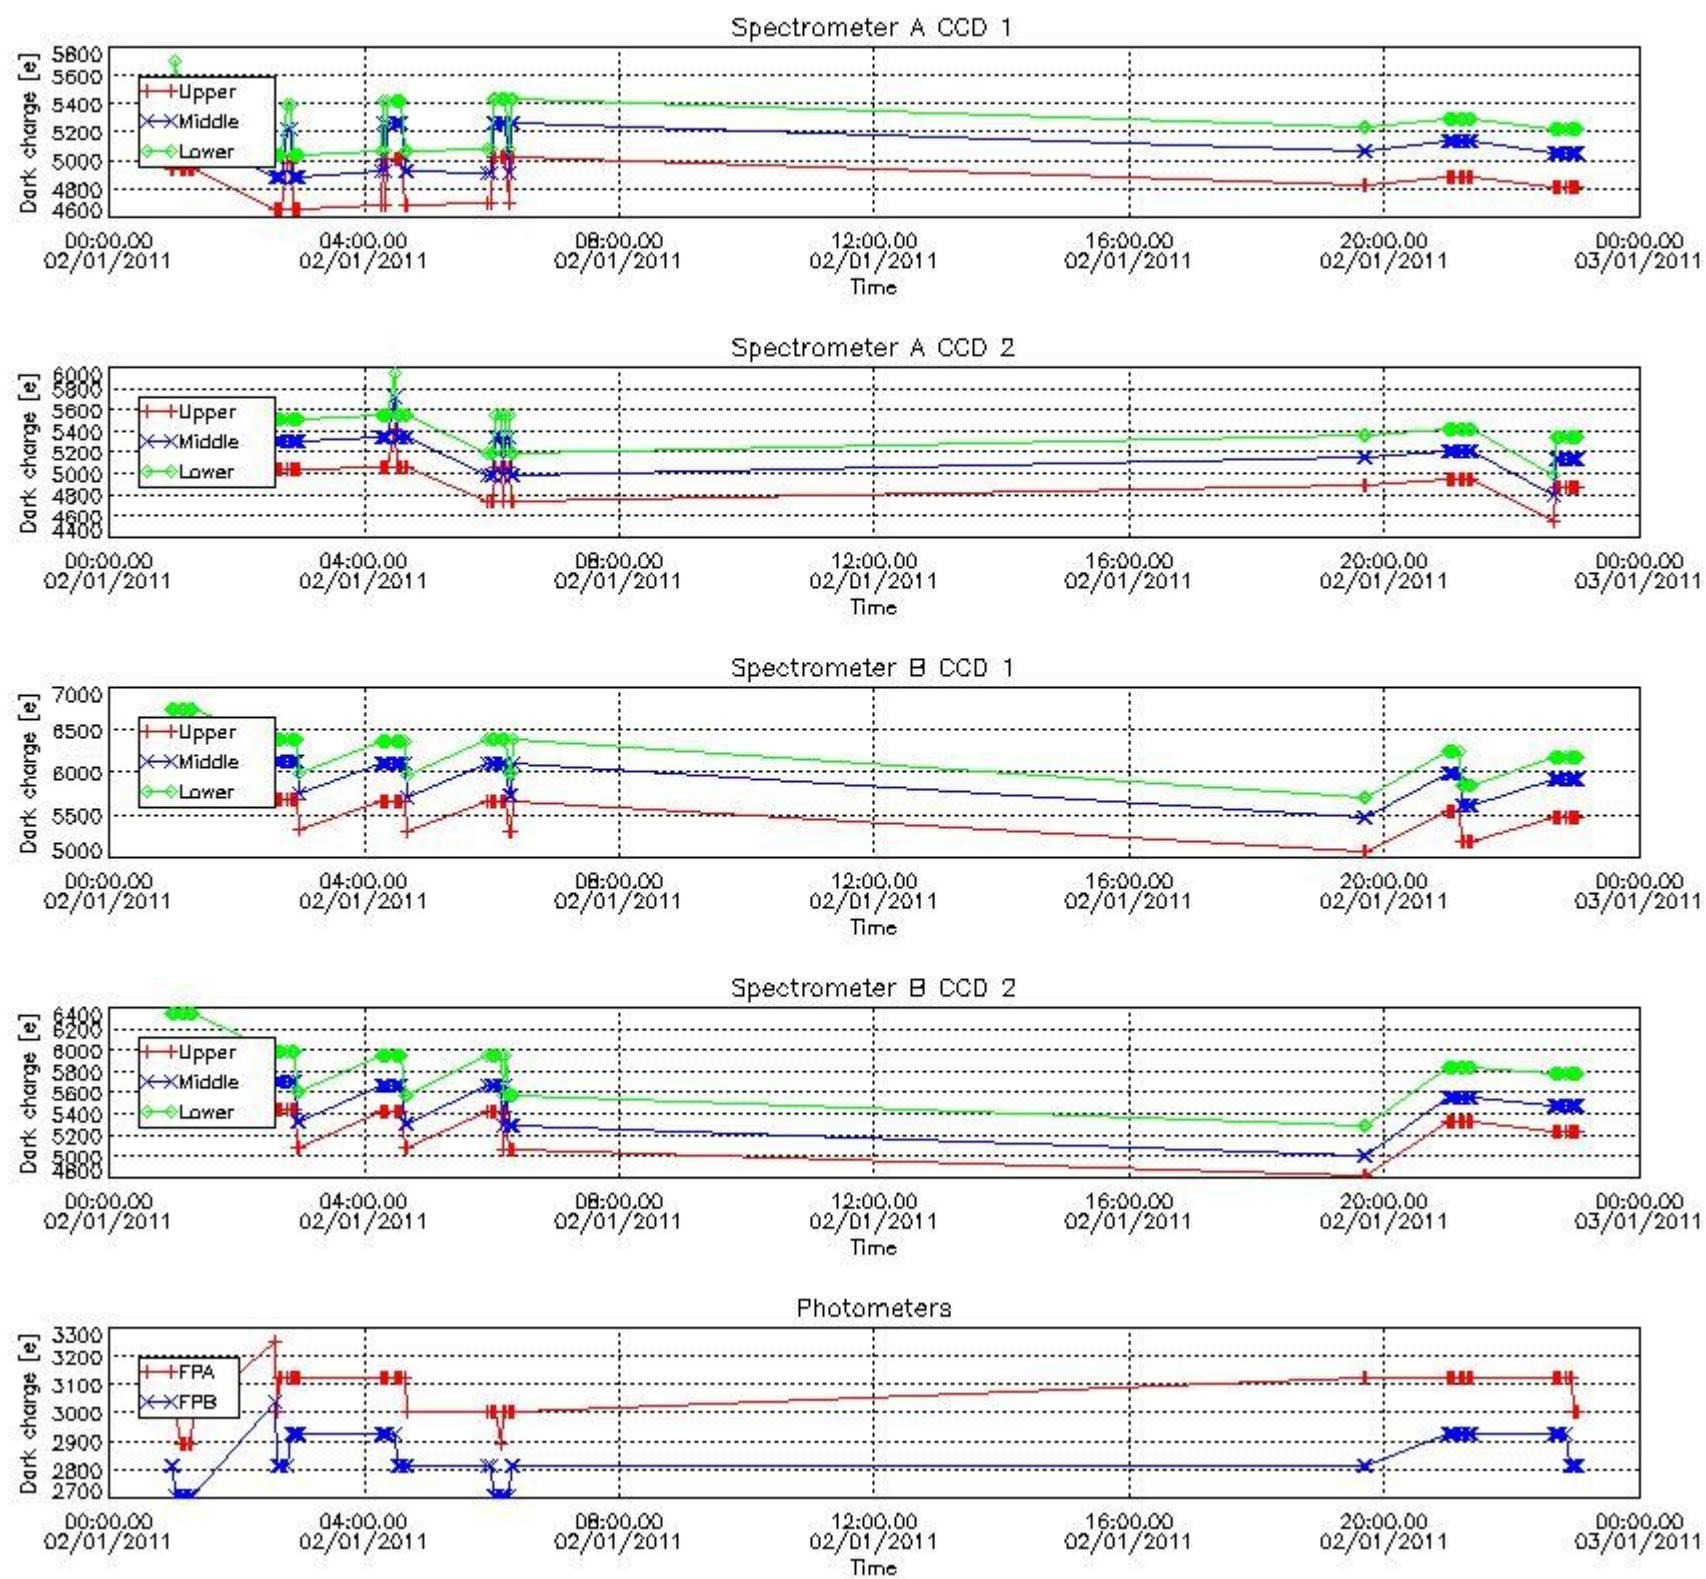 Spectrometer A CCD 1
Dark charge [e]
5800
5600
5400
5200
5000
4800
4600
Upper
Middle
Lower
00:00.00 04:00.00 08:00.00 12:00.00 16:00.00 20:00.00 00:00.00
02/01/2011 02/01/2011 02/01/2011 02/01/2011 02/01/2011 02/01/2011 03/01/2011
Time
Spectrometer A CCD 2
Dark charge [e]
6000
5800
5600
5400
5200
5000
4800
4600
4400
Upper
Middle
Lower
00:00.00 04:00.00 08:00.00 12:00.00 16:00.00 20:00.00 00:00.00
02/01/2011 02/01/2011 02/01/2011 02/01/2011 02/01/2011 02/01/2011 03/01/2011
Time
Spectrometer B CCD 1
Dark charge [e]
7000
6500
6000
5500
5000
Upper
Middle
Lower
00:00.00 04:00.00 08:00.00 12:00.00 16:00.00 20:00.00 00:00.00
02/01/2011 02/01/2011 02/01/2011 02/01/2011 02/01/2011 02/01/2011 03/01/2011
Time
Spectrometer B CCD 2
Dark charge [e]
6400
6200
6000
5800
5600
5400
5200
5000
4800
Upper
Middle
Lower
00:00.00 04:00.00 08:00.00 12:00.00 16:00.00 20:00.00 00:00.00
02/01/2011 02/01/2011 02/01/2011 02/01/2011 02/01/2011 02/01/2011 03/01/2011
Time
Photometers
Dark charge [e]
3300
3200
3100
3000
2900
2800
2700
FPA
FPB
00:00.00 04:00.00 08:00.00 12:00.00 16:00.00 20:00.00 00:00.00
02/01/2011 02/01/2011 02/01/2011 02/01/2011 02/01/2011 02/01/2011 03/01/2011
Time